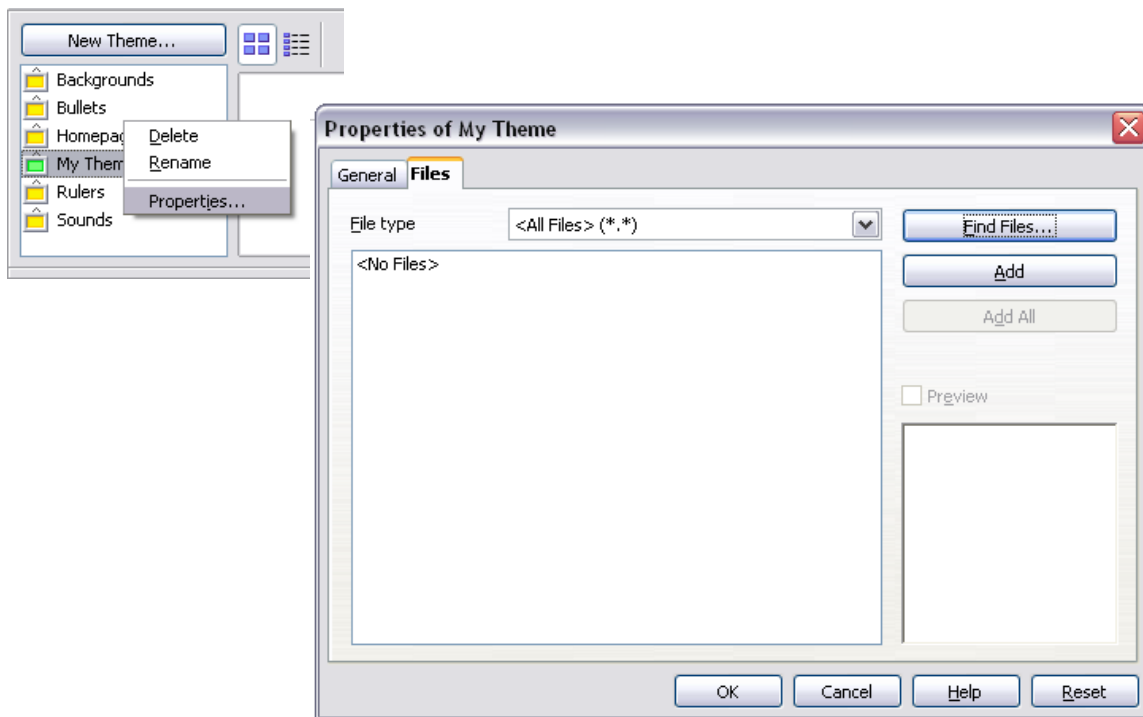 New Theme...
Backgrounds
Bullets
Homepag
My Them
Rulers
Sounds
Delete
Rename
Properties...
Properties of My Theme
General Files
File type <All Files> (*.*) Find Files...
<No Files>
Add
Add All
Preview
OK Cancel Help Reset